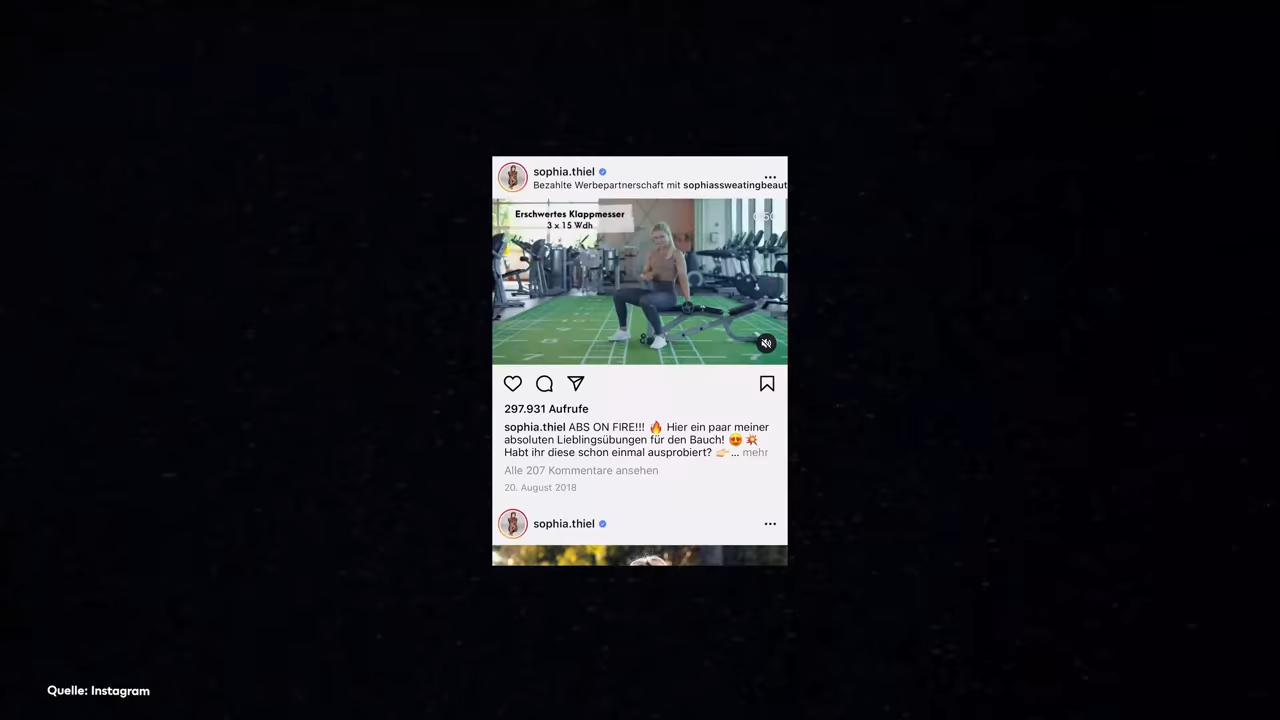 sophia.thiel
Bezahlte Werbepartnerschaft mit sophiassweatingbeaut
Erschwertes Klappmesser
3 x 15 Wdh
297.931 Aufrufe
sophia.thiel ABS ON FIRE!!! 🔥 Hier ein paar meiner
absoluten Lieblingsübungen für den Bauch! 😍 💥
Habt ihr diese schon einmal ausprobiert? 👉🏻 ... mehr
Alle 207 Kommentare ansehen
20. August 2018
sophia.thiel
Quelle: Instagram